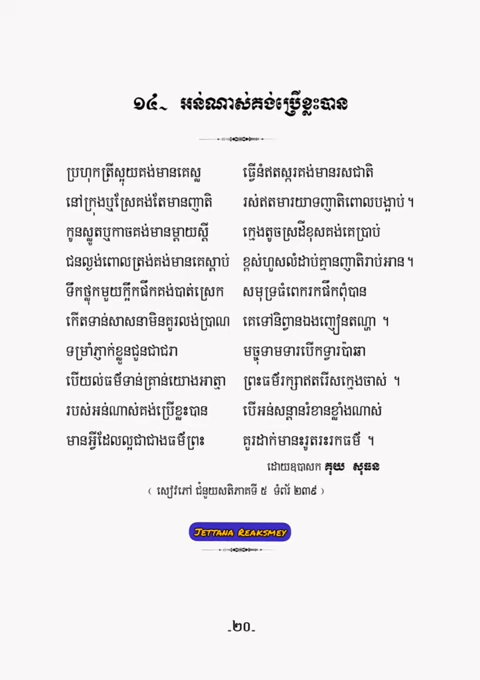 ១៤~ អន់ណាស់គង់ប្រើខ្លះបាន
ប្រហុកត្រីស្អុយគង់មានគេស្ល ធ្វើនំឥតស្ករគង់មានរសជាតិ
នៅក្រុងឬស្រែគង់តែមានញាតិ រស់ឥតមារយាទញាតិពោលបង្អាប់។
កូនស្លូតឬកាចគង់មានម្ដាយស្ដី ក្មេងតូចស្រដីខុសគង់គេប្រាប់
ជនល្ងង់ពោលត្រង់គង់មានគេស្ដាប់ ខ្ពស់ហួសលំដាប់គ្មានញាតិរាប់អាន។
ទឹកថ្លុកមួយក្អឹកផឹកគង់បាត់ស្រេក សមុទ្រធំពេករកផឹកពុំបាន
កើតទាន់សាសនាមិនគួរលង់ប្រាណ គេទៅនិព្វានឯងញៀនតណ្ហា ។
ទម្រាំភ្ញាក់ខ្លួនជួនជាជរា មច្ចុទាមទារបើកទ្វារប៉ាឆា
បើយល់ធម៌ទាន់គ្រាន់យោងអាត្មា ព្រះធម៌រក្សាឥតរើសក្មេងចាស់ ។
របស់អន់ណាស់គង់ប្រើខ្លះបាន បើអន់សន្ដានរំខានខ្លាំងណាស់
មានអ្វីដែលល្អជាជាងធម៌ព្រះ គួរដាក់មានះរូតរះរកធម៌ ។
ដោយឧបាសក គុយ សុធន
( សៀវភៅ ជំនួយសតិភាគទី ៥ ទំព័រ ២៣៩ )
JETTANA REAKSMEY
-២០-